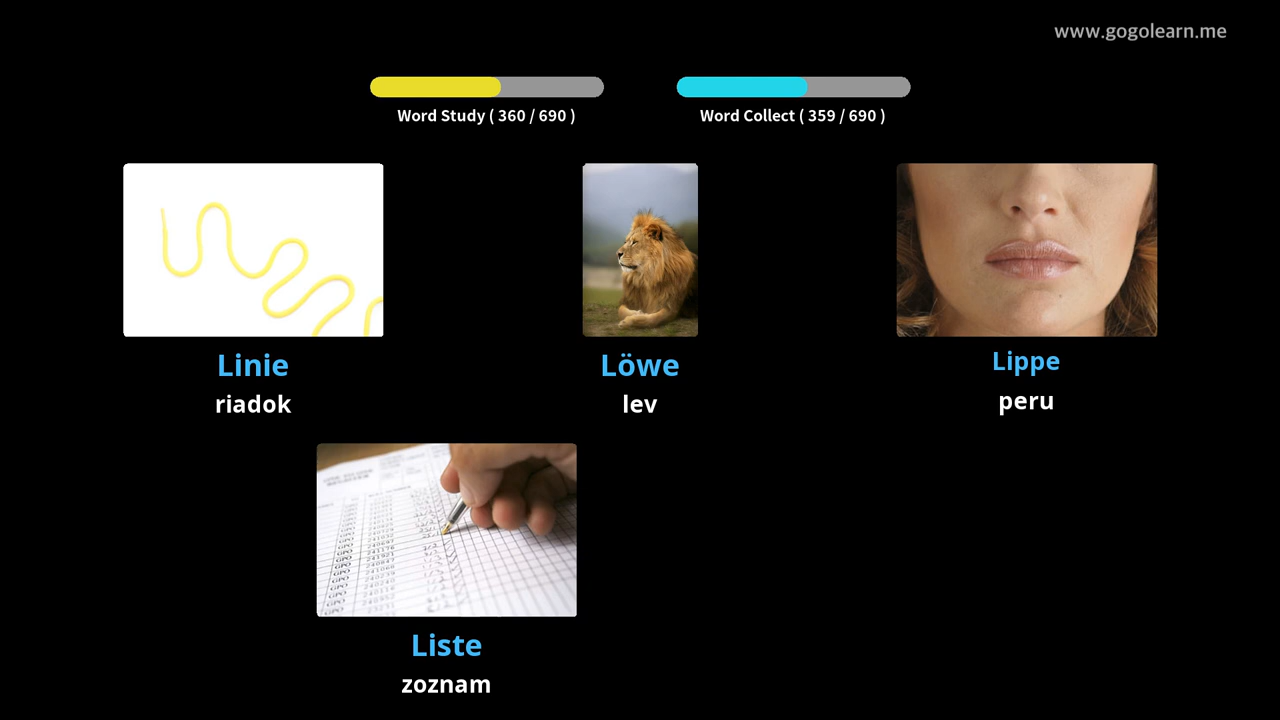 www.gogolearn.me
Word Study ( 360 / 690 )
Word Collect ( 359 / 690 )
Linie
riadok
Löwe
lev
Lippe
peru
Liste
zoznam